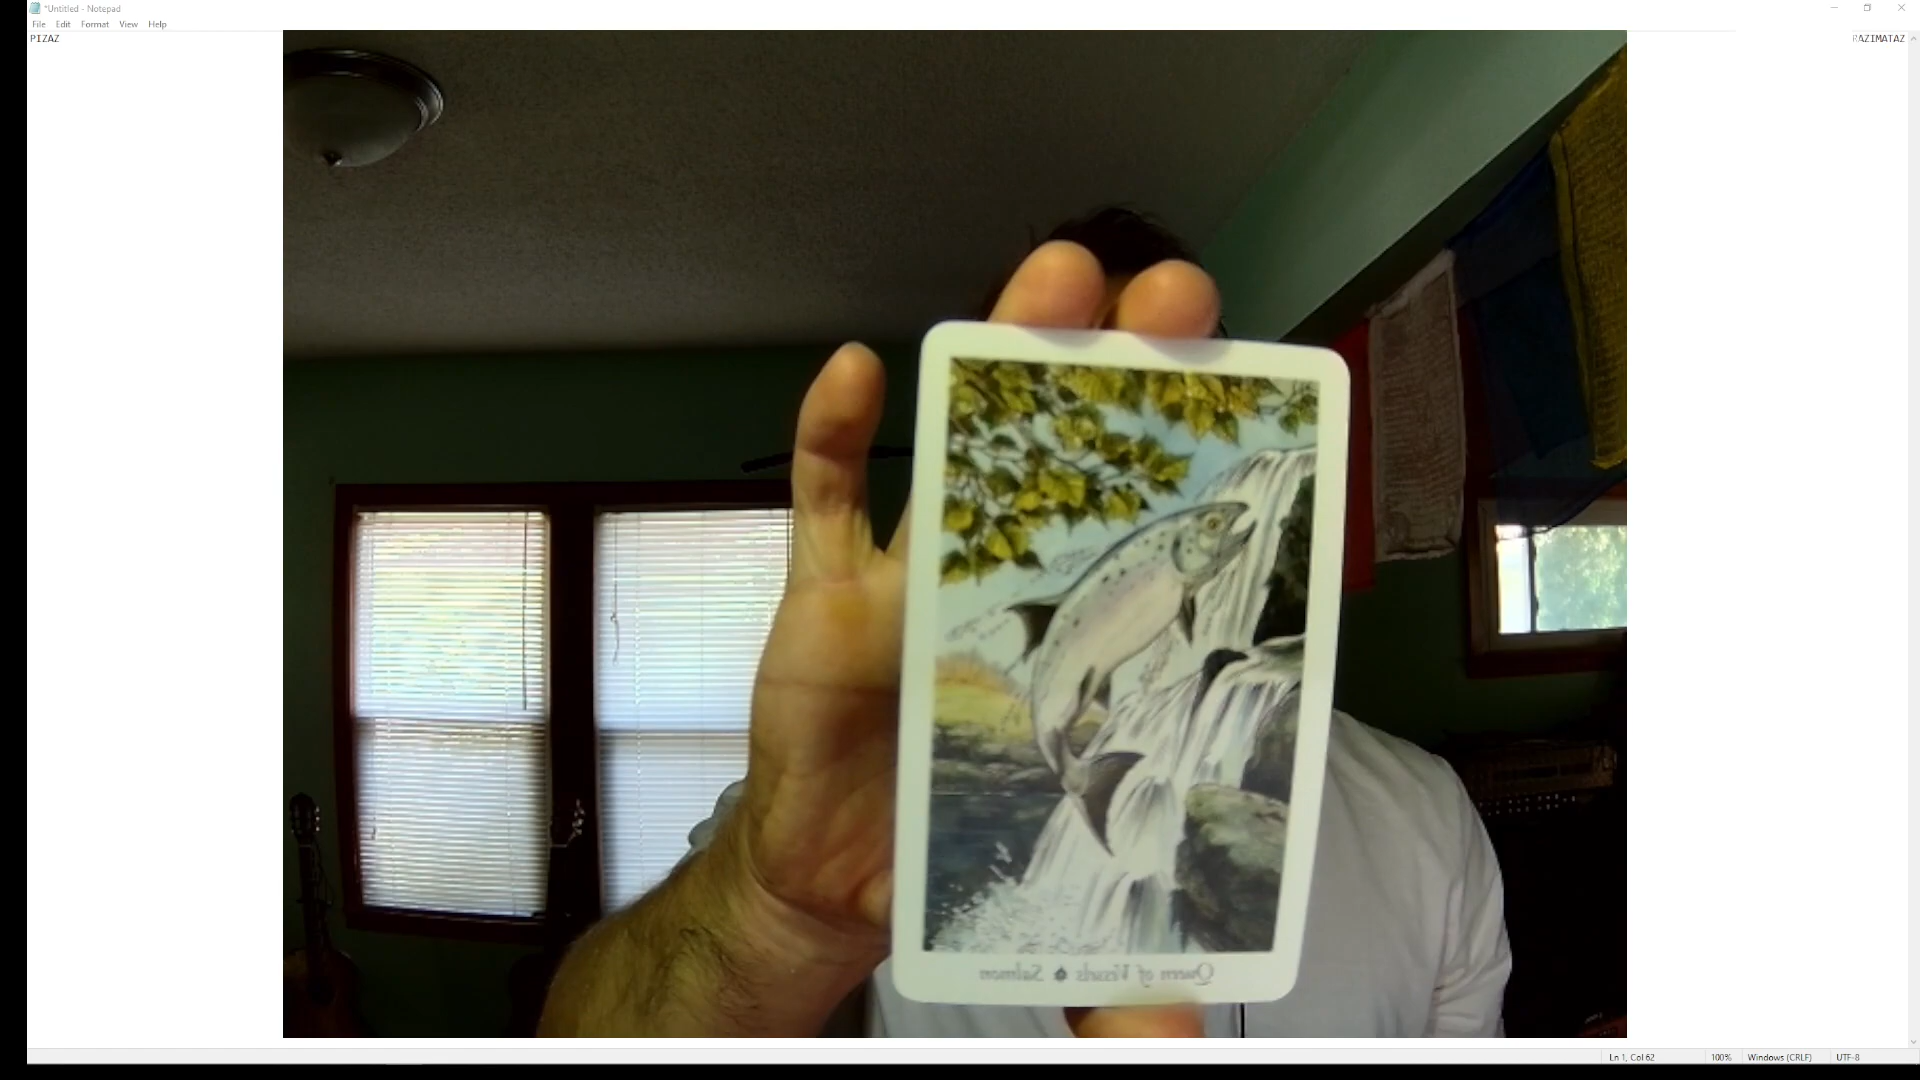 *Untitled - Notepad
File Edit Format View Help
PIZAZ RAZIMATAZ
Queen of Vessels Salmon
Ln 1, Col 62 100% Windows (CRLF) UTF-8